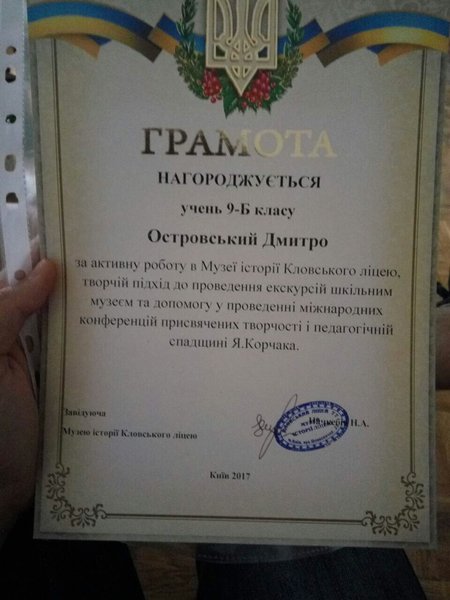 ГРАМОТА
НАГОРОДЖУЄТЬСЯ
учень 9-Б класу
Островський Дмитро
за активну роботу в Музеї історії Кловського ліцею,
творчій підхід до проведення екскурсій шкільним
музеєм та допомогу у проведенні міжнародних
конференцій присвячених творчості і педагогічній
спадщині Я.Корчака.
Завідуюча
Музею історії Кловського ліцею
Н.А.
Київ 2017